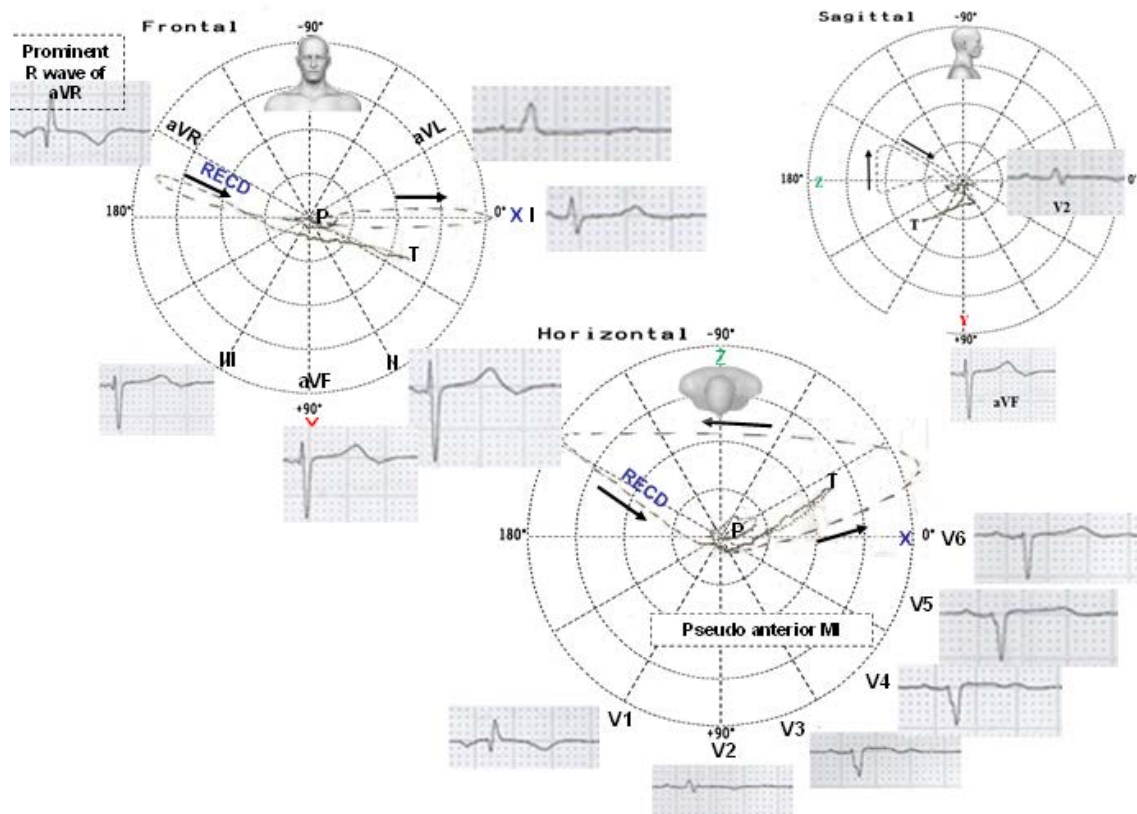 Frontal
-90°
Prominent
R wave of
aVR
aVR
aVL
RECD
180°
P
0°
X I
T
III
aVF
II
+90°
Sagittal
-90°
180°
Z
0°
V2
T
Y
+90°
aVF
Horizontal
-90°
Z
RECD
T
P
180°
X
0°
V6
V5
Pseudo anterior MI
V4
V1
V3
+90°
V2